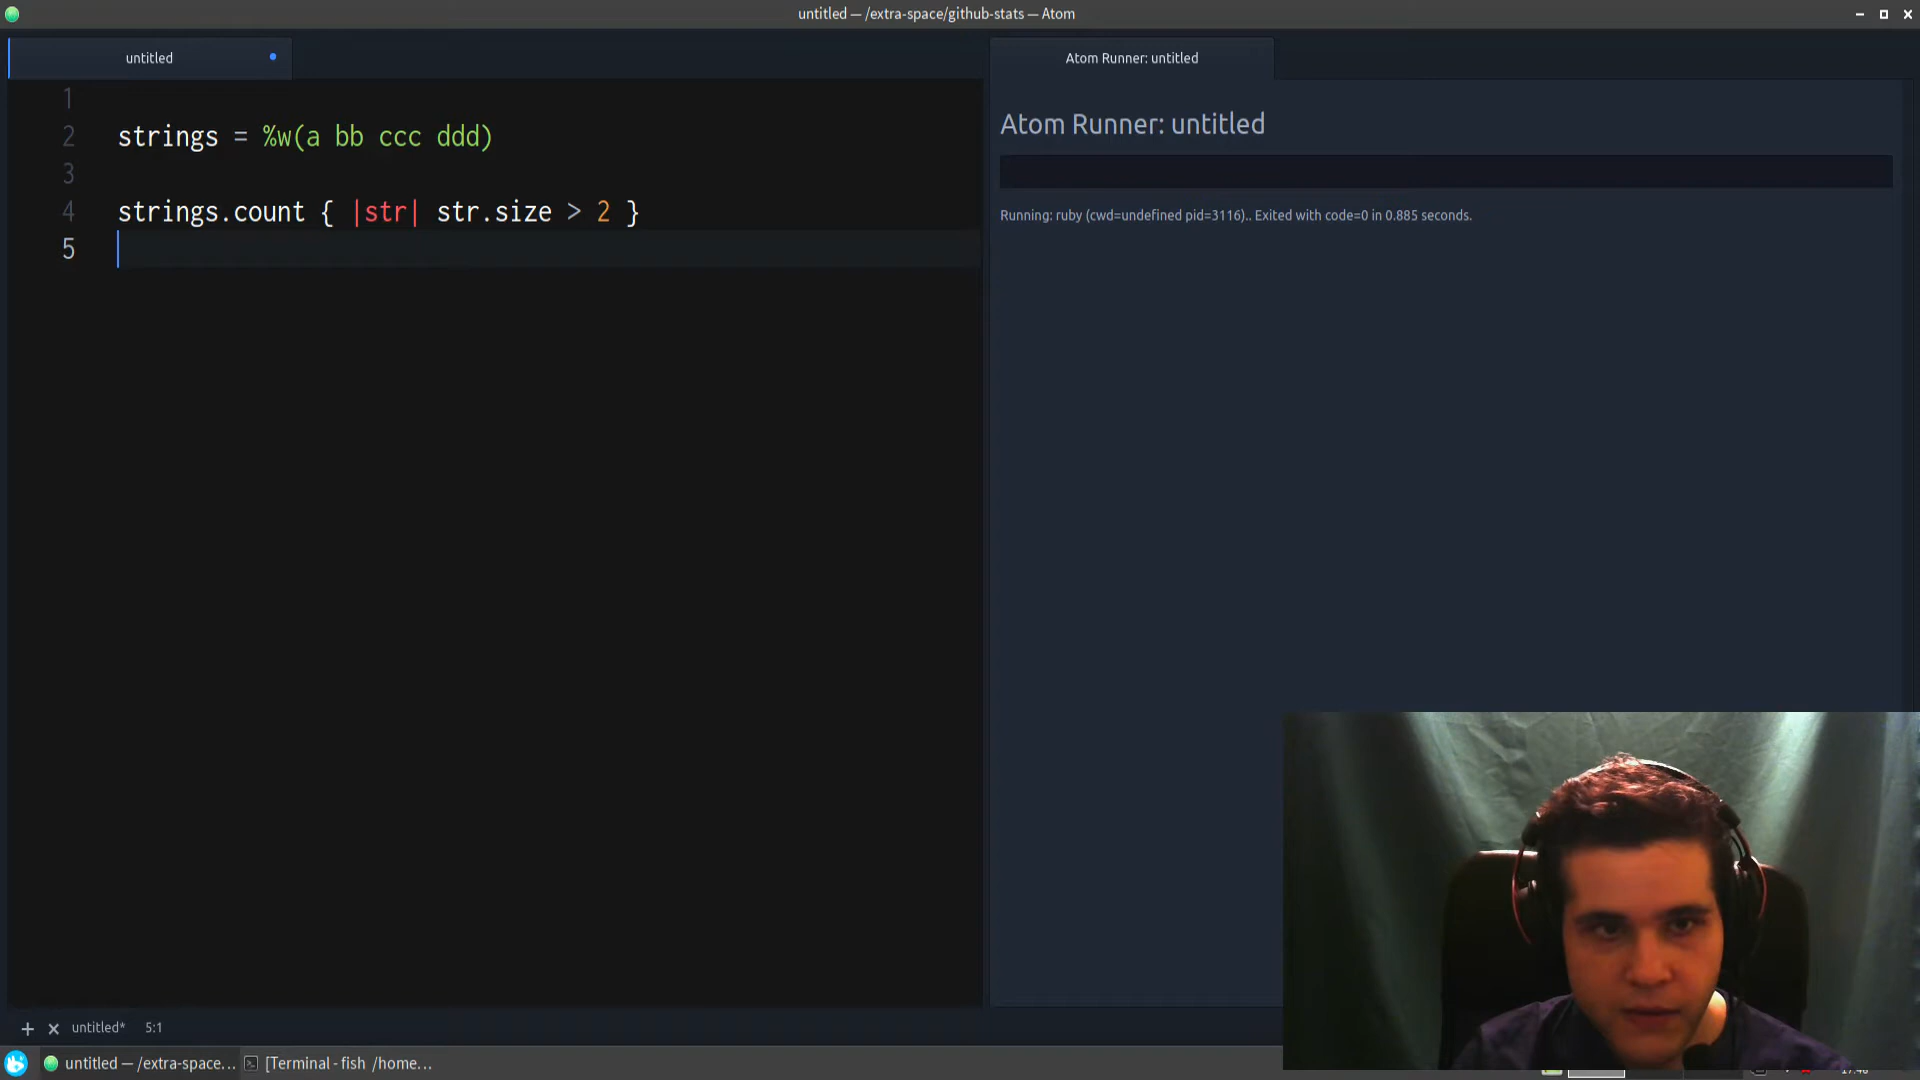 untitled — /extra-space/github-stats — Atom
untitled
Atom Runner: untitled
1
2 strings = %w(a bb ccc ddd)
3
4 strings.count { |str| str.size > 2 }
5
Atom Runner: untitled
Running: ruby (cwd=undefined pid=3116).. Exited with code=0 in 0.885 seconds.
untitled* 5:1
untitled — /extra-space... [Terminal - fish /home...